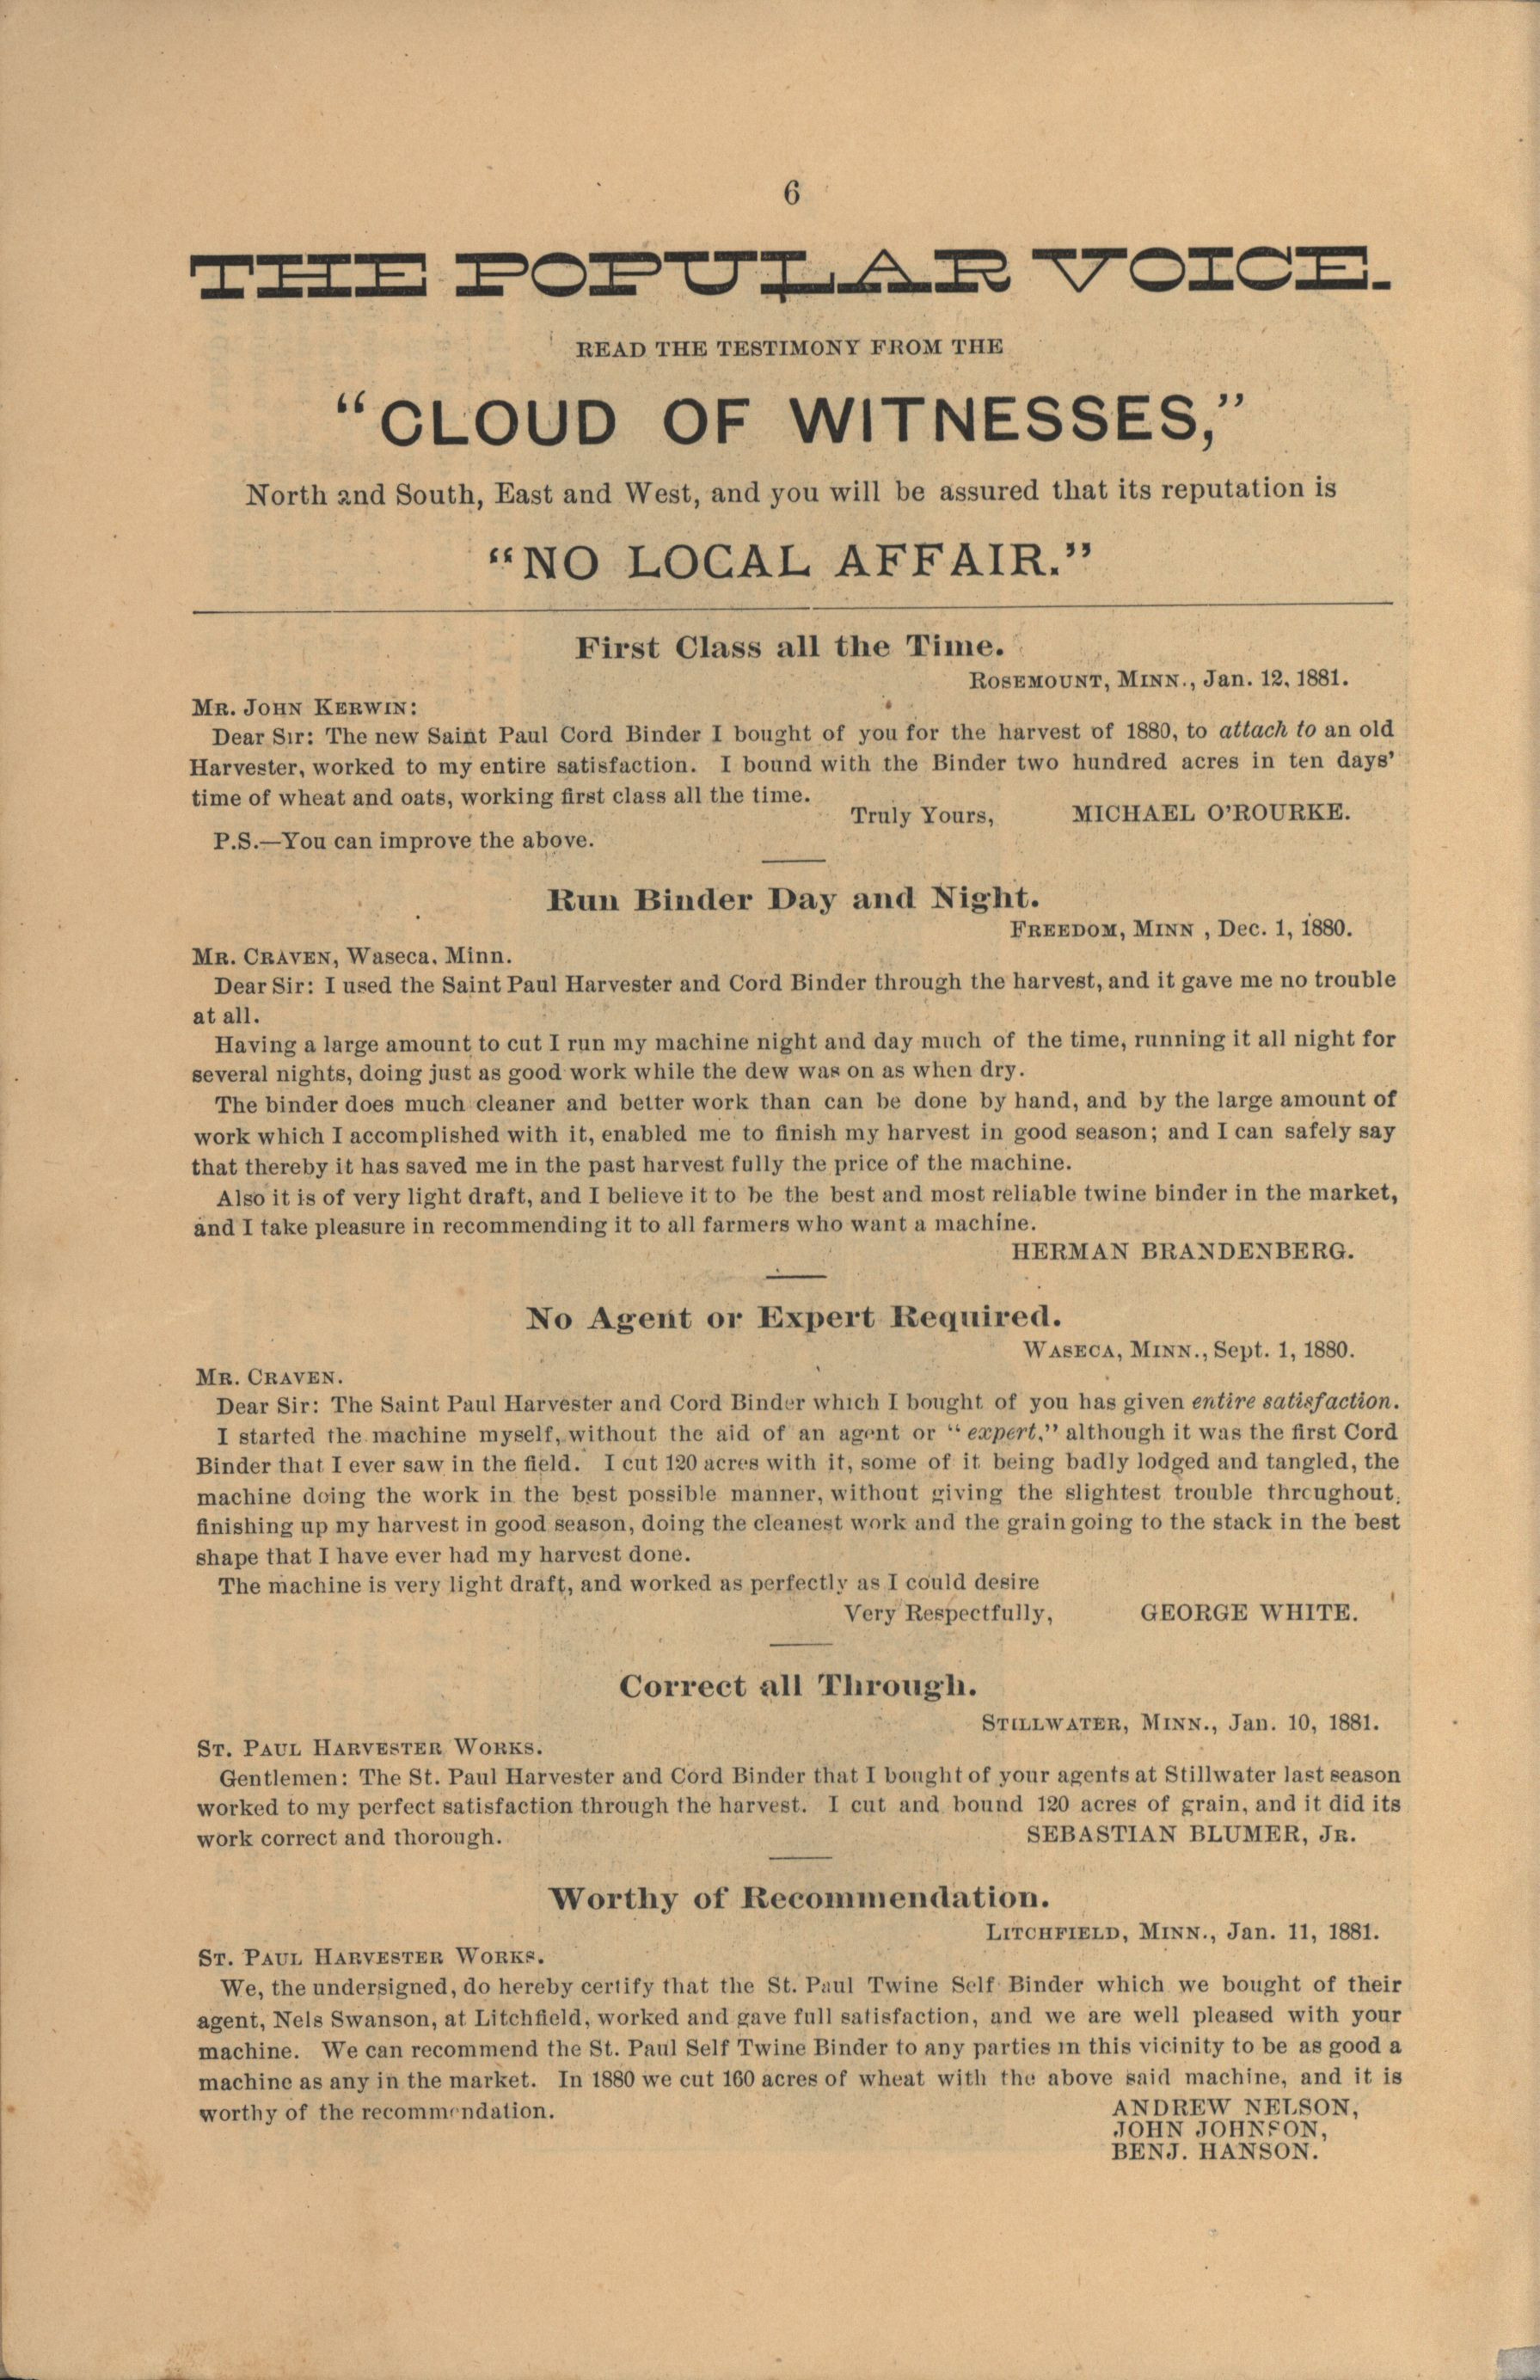 6
THE POPULAR VOICE.
READ THE TESTIMONY FROM THE
“CLOUD OF WITNESSES,”
North and South, East and West, and you will be assured that its reputation is
“NO LOCAL AFFAIR.”
First Class all the Time.
ROSEMOUNT, MINN., Jan. 12, 1881.
MR. JOHN KERWIN:
Dear Sir: The new Saint Paul Cord Binder I bought of you for the harvest of 1880, to attach to an old
Harvester, worked to my entire satisfaction. I bound with the Binder two hundred acres in ten days’
time of wheat and oats, working first class all the time.
Truly Yours, MICHAEL O’ROURKE.
P.S.—You can improve the above.
Run Binder Day and Night.
FREEDOM, MINN , Dec. 1, 1880.
MR. CRAVEN, Waseca. Minn.
Dear Sir: I used the Saint Paul Harvester and Cord Binder through the harvest, and it gave me no trouble
at all.
Having a large amount to cut I run my machine night and day much of the time, running it all night for
several nights, doing just as good work while the dew was on as when dry.
The binder does much cleaner and better work than can be done by hand, and by the large amount of
work which I accomplished with it, enabled me to finish my harvest in good season; and I can safely say
that thereby it has saved me in the past harvest fully the price of the machine.
Also it is of very light draft, and I believe it to be the best and most reliable twine binder in the market,
and I take pleasure in recommending it to all farmers who want a machine.
HERMAN BRANDENBERG.
No Agent or Expert Required.
WASECA, MINN., Sept. 1, 1880.
MR. CRAVEN.
Dear Sir: The Saint Paul Harvester and Cord Binder which I bought of you has given entire satisfaction.
I started the machine myself, without the aid of an agent or “expert,” although it was the first Cord
Binder that I ever saw in the field. I cut 120 acres with it, some of it being badly lodged and tangled, the
machine doing the work in the best possible manner, without giving the slightest trouble throughout,
finishing up my harvest in good season, doing the cleanest work and the grain going to the stack in the best
shape that I have ever had my harvest done.
The machine is very light draft, and worked as perfectly as I could desire
Very Respectfully, GEORGE WHITE.
Correct all Through.
STILLWATER, MINN., Jan. 10, 1881.
ST. PAUL HARVESTER WORKS.
Gentlemen: The St. Paul Harvester and Cord Binder that I bought of your agents at Stillwater last season
worked to my perfect satisfaction through the harvest. I cut and bound 120 acres of grain, and it did its
work correct and thorough. SEBASTIAN BLUMER, JR.
Worthy of Recommendation.
LITCHFIELD, MINN., Jan. 11, 1881.
ST. PAUL HARVESTER WORKS.
We, the undersigned, do hereby certify that the St. Paul Twine Self Binder which we bought of their
agent, Nels Swanson, at Litchfield, worked and gave full satisfaction, and we are well pleased with your
machine. We can recommend the St. Paul Self Twine Binder to any parties in this vicinity to be as good a
machine as any in the market. In 1880 we cut 160 acres of wheat with the above said machine, and it is
worthy of the recommendation.
ANDREW NELSON,
JOHN JOHNSON,
BENJ. HANSON.